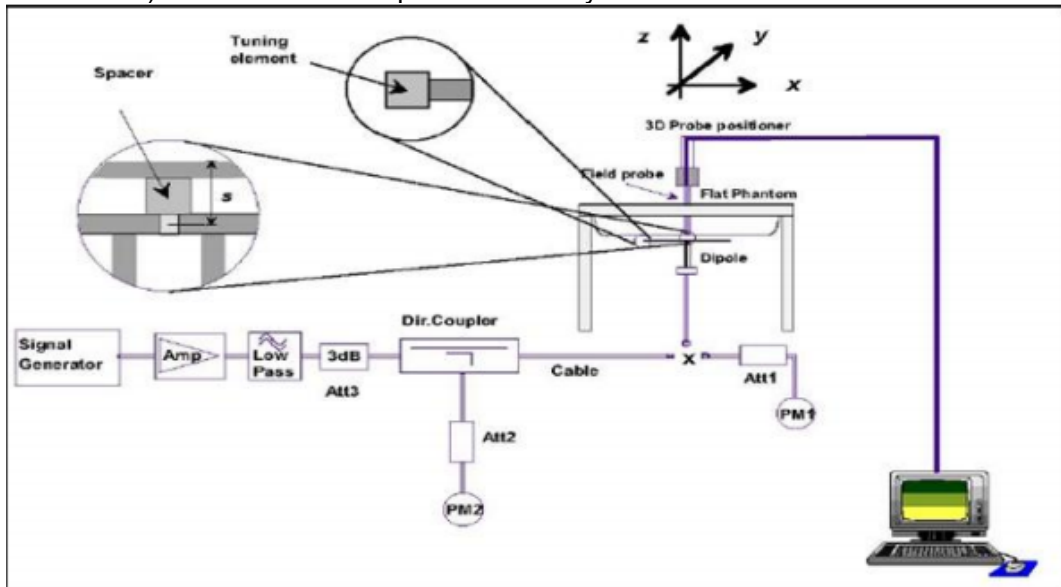 Tuning
element
Spacer
z
y
x
3D Probe positioner
Field probe
Flat Phantom
s
Dipole
Dir.Coupler
Signal
Generator
Amp
Low
Pass
3dB
Att3
Cable
x
Att1
PM1
Att2
PM2